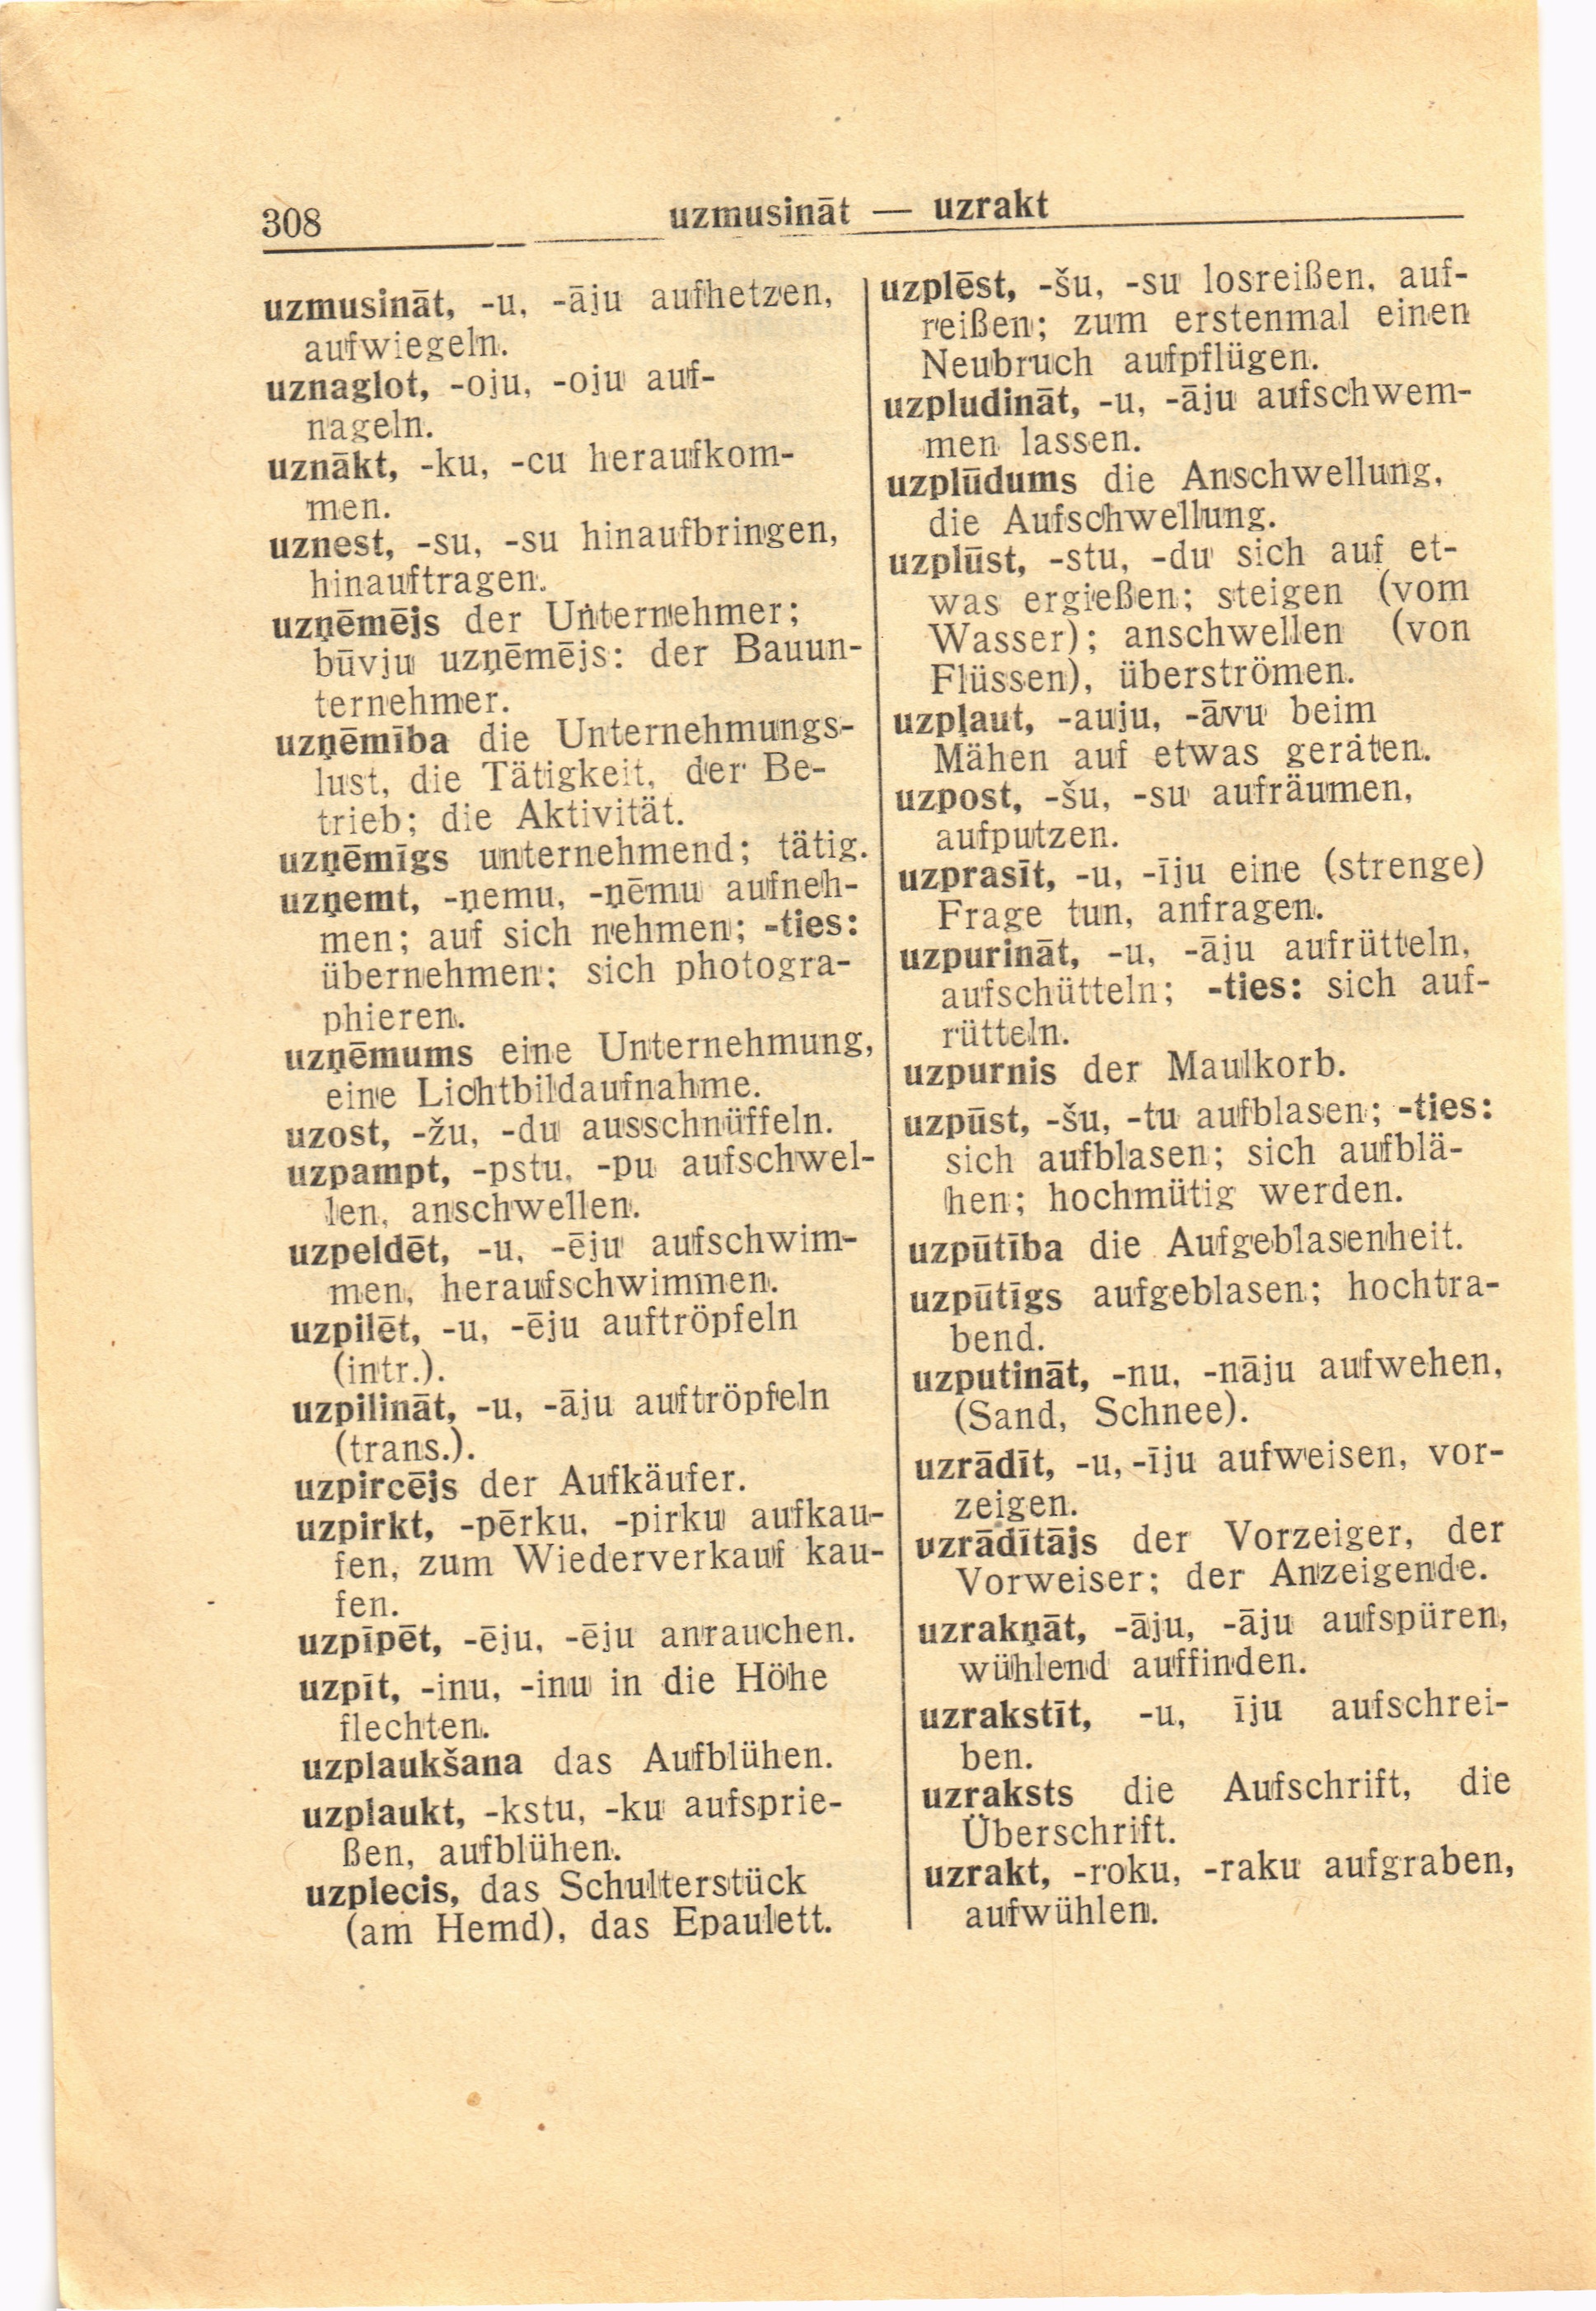 308
uzmusināt — uzrakt
uzmusināt, -u, -āju aufhetzen,
aufwiegeln.
uznaglot, -oju, -oju auf-
nageln.
uznākt, -ku, -cu heraufkom-
men.
uznest, -su, -su hinaufbringen,
hinauftragen.
uzņēmējs der Unternehmer;
būvju uzņēmējs: der Bauun-
ternehmer.
uzņēmība die Unternehmungs-
lust, die Tätigkeit, der Be-
trieb; die Aktivität.
uzņēmīgs unternehmend; tätig.
uzņemt, -ņemu, -ņēmu aufneh-
men; auf sich nehmen; -ties:
übernehmen; sich photogra-
phieren.
uzņēmums eine Unternehmung,
eine Lichtbildaufnahme.
uzost, -žu, -du ausschnüffeln.
uzpampt, -pstu, -pu aufschwel-
len, anschwellen.
uzpeldēt, -u, -ēju aufschwim-
men, heraufschwimmen.
uzpilēt, -u, -ēju auftröpfeln
(intr.).
uzpilināt, -u, -āju auftröpfeln
(trans.).
uzpircējs der Aufkäufer.
uzpirkt, -pērku, -pirku aufkau-
fen, zum Wiederverkauf kau-
fen.
uzpīpēt, -ēju, -ēju anrauchen.
uzpīt, -inu, -inu in die Höhe
flechten.
uzplaukšana das Aufblühen.
uzplaukt, -kstu, -ku aufsprie-
ßen, aufblühen.
uzplecis, das Schulterstück
(am Hemd), das Epaulett.
uzplēst, -šu, -su losreißen, auf-
reißen; zum erstenmal einen
Neubruch aufpflügen.
uzpludināt, -u, -āju aufschwem-
men lassen.
uzplūdums die Anschwellung,
die Aufschwellung.
uzplūst, -stu, -du sich auf et-
was ergießen; steigen (vom
Wasser); anschwellen (von
Flüssen), überströmen.
uzpļaut, -auju, -āvu beim
Mähen auf etwas geraten.
uzpost, -šu, -su aufräumen,
aufputzen.
uzprasīt, -u, -īju eine (strenge)
Frage tun, anfragen.
uzpurināt, -u, -āju aufrütteln,
aufschütteln; -ties: sich auf-
rütteln.
uzpurnis der Maulkorb.
uzpūst, -šu, -tu aufblasen; -ties:
sich aufblasen; sich aufblä-
hen; hochmütig werden.
uzpūtība die Aufgeblasenheit.
uzpūtīgs aufgeblasen; hochtra-
bend.
uzputināt, -nu, -nāju aufwehen,
(Sand, Schnee).
uzrādīt, -u, -īju aufweisen, vor-
zeigen.
uzrādītājs der Vorzeiger, der
Vorweiser; der Anzeigende.
uzrakņāt, -āju, -āju aufspüren,
wühlend auffinden.
uzrakstīt, -u, īju aufschrei-
ben.
uzraksts die Aufschrift, die
Überschrift.
uzrakt, -roku, -raku aufgraben,
aufwühlen.